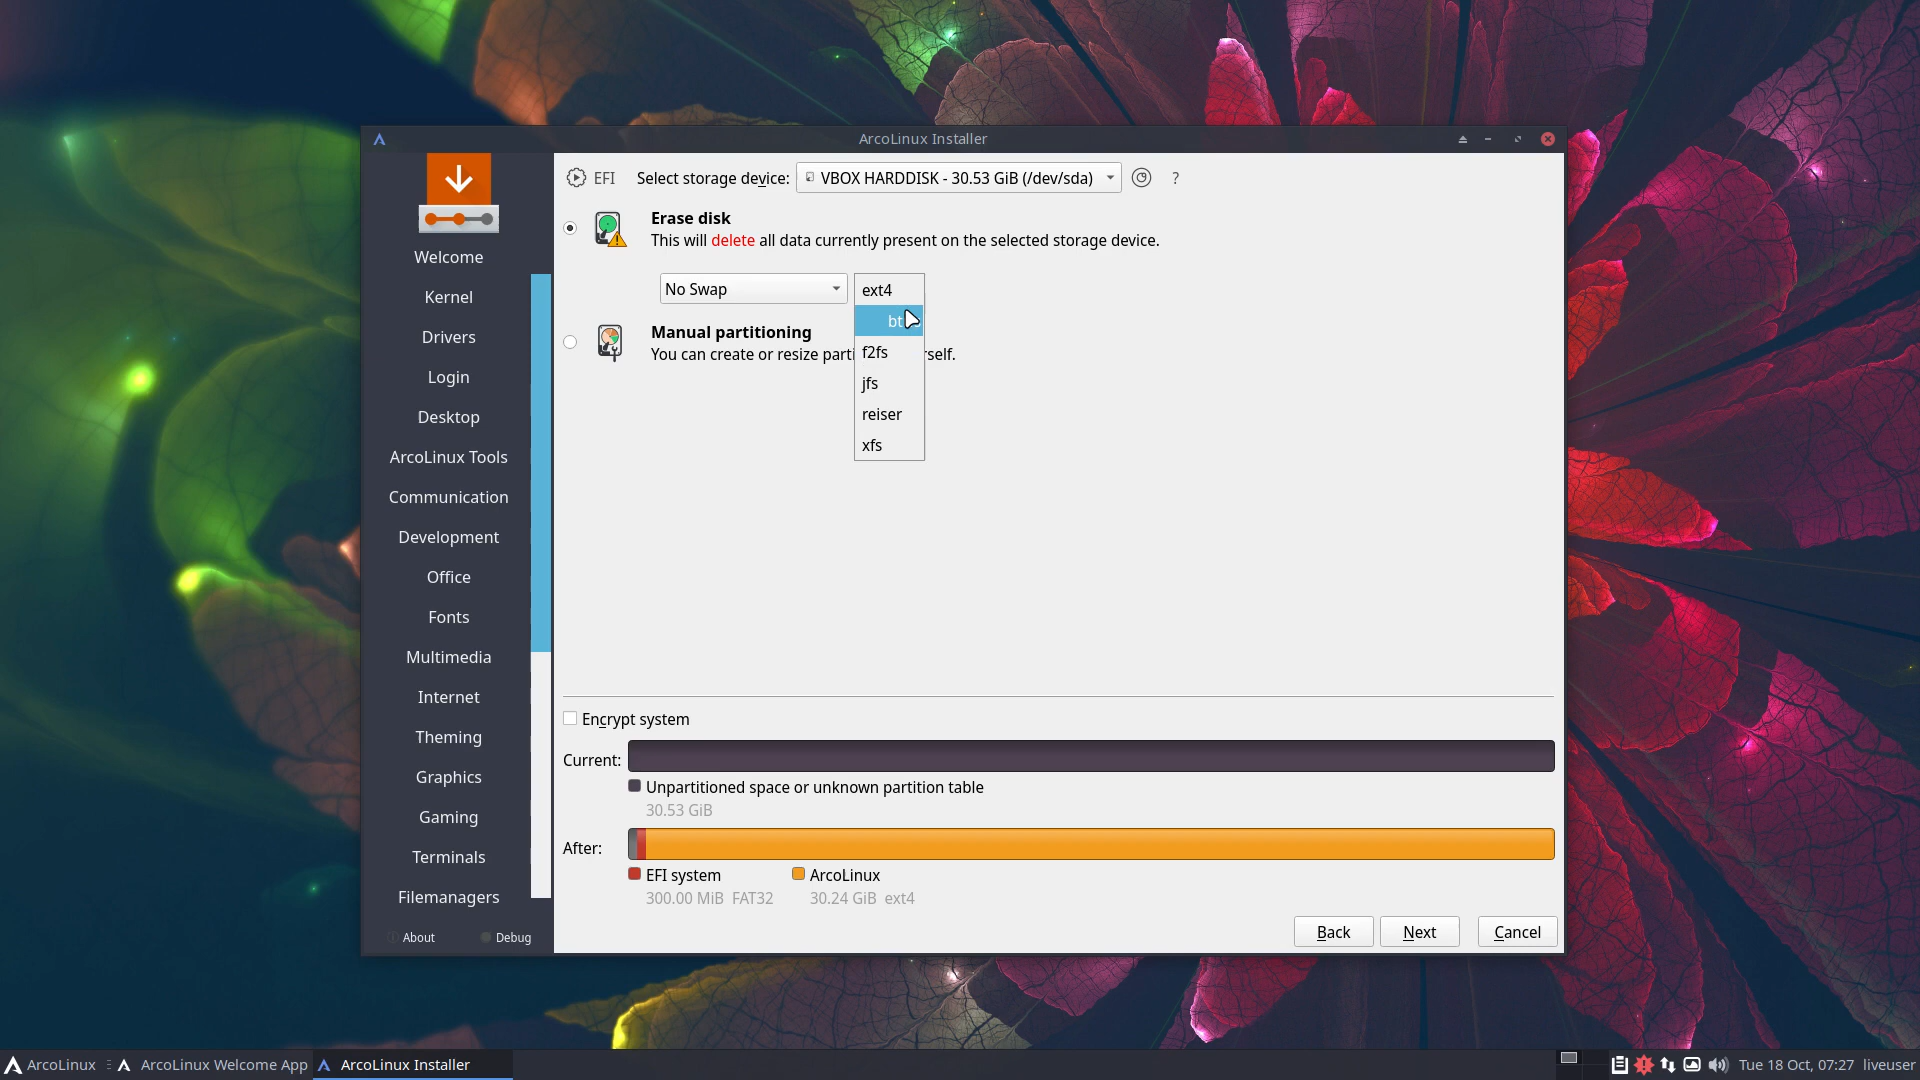 ArcoLinux Installer
EFI Select storage device: VBOX HARDDISK - 30.53 GiB (/dev/sda) ?
Erase disk
This will delete all data currently present on the selected storage device.
No Swap
ext4
f2fs
jfs
reiser
xfs
Manual partitioning
You can create or resize
Welcome
Kernel
Drivers
Login
Desktop
ArcoLinux Tools
Communication
Development
Office
Fonts
Multimedia
Internet
Theming
Graphics
Gaming
Terminals
Filemanagers
About Debug
Encrypt system
Current:
Unpartitioned space or unknown partition table
30.53 GiB
After:
EFI system ArcoLinux
300.00 MiB FAT32 30.24 GiB ext4
Back Next Cancel
ArcoLinux ArcoLinux Welcome App ArcoLinux Installer Tue 18 Oct, 07:27 liveuser